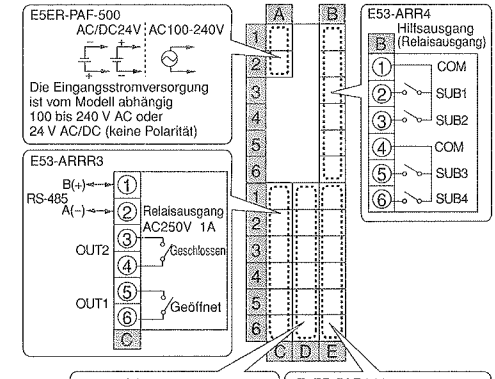 E5ER-PAF-500
AC/DC24V AC100-240V
Die Eingangsstromversorgung
ist vom Modell abhängig
100 bis 240 V AC oder
24 V AC/DC (keine Polarität)
E53-ARRR3
B(+)
RS-485
A(−)
1
2
Relaisausgang
AC250V 1A
OUT2
3
Geschlossen
4
OUT1
5
Geöffnet
6
C
A
B
1
2
3
4
5
6
1
2
3
4
5
6
C D E
E53-ARR4
Hilfsausgang
(Relaisausgang)
B
1 COM
2 SUB1
3 SUB2
4 COM
5 SUB3
6 SUB4